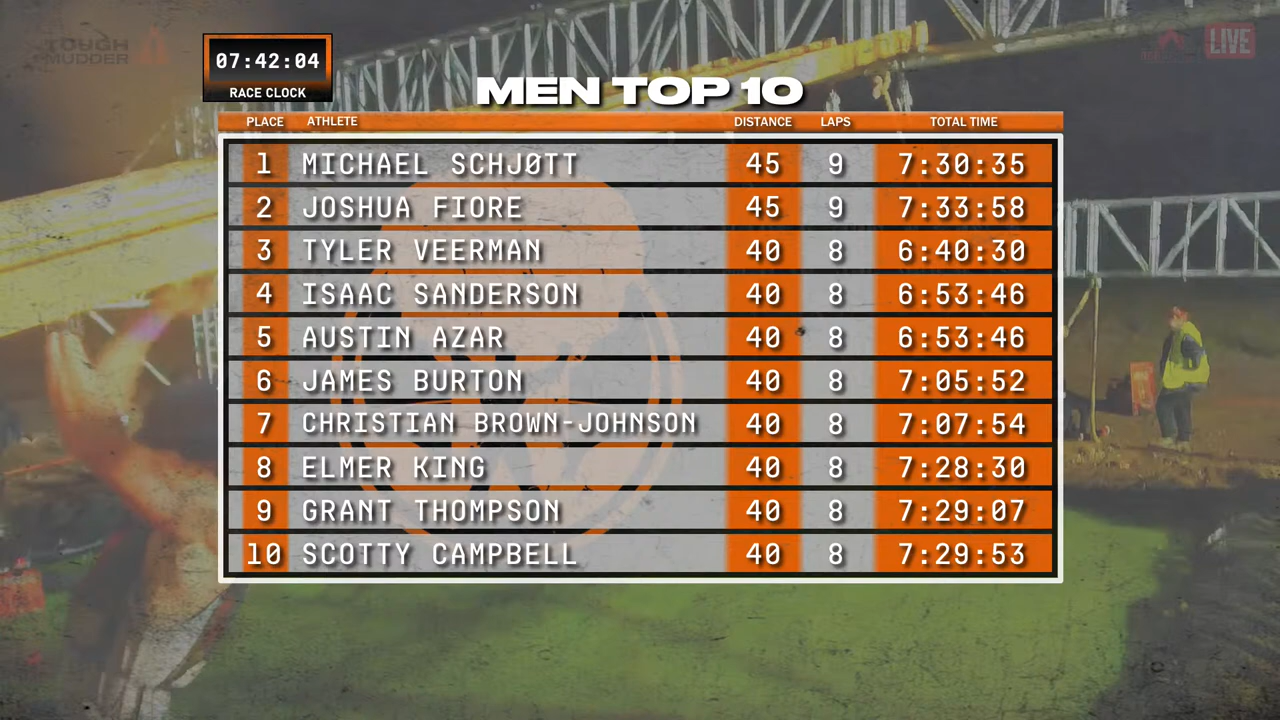 TOUGH
MUDDER
07:42:04
RACE CLOCK
LIVE
MEN TOP 10
PLACE ATHLETE DISTANCE LAPS TOTAL TIME
1 MICHAEL SCHJØTT 45 9 7:30:35
2 JOSHUA FIORE 45 9 7:33:58
3 TYLER VEERMAN 40 8 6:40:30
4 ISAAC SANDERSON 40 8 6:53:46
5 AUSTIN AZAR 40 8 6:53:46
6 JAMES BURTON 40 8 7:05:52
7 CHRISTIAN BROWN-JOHNSON 40 8 7:07:54
8 ELMER KING 40 8 7:28:30
9 GRANT THOMPSON 40 8 7:29:07
10 SCOTTY CAMPBELL 40 8 7:29:53